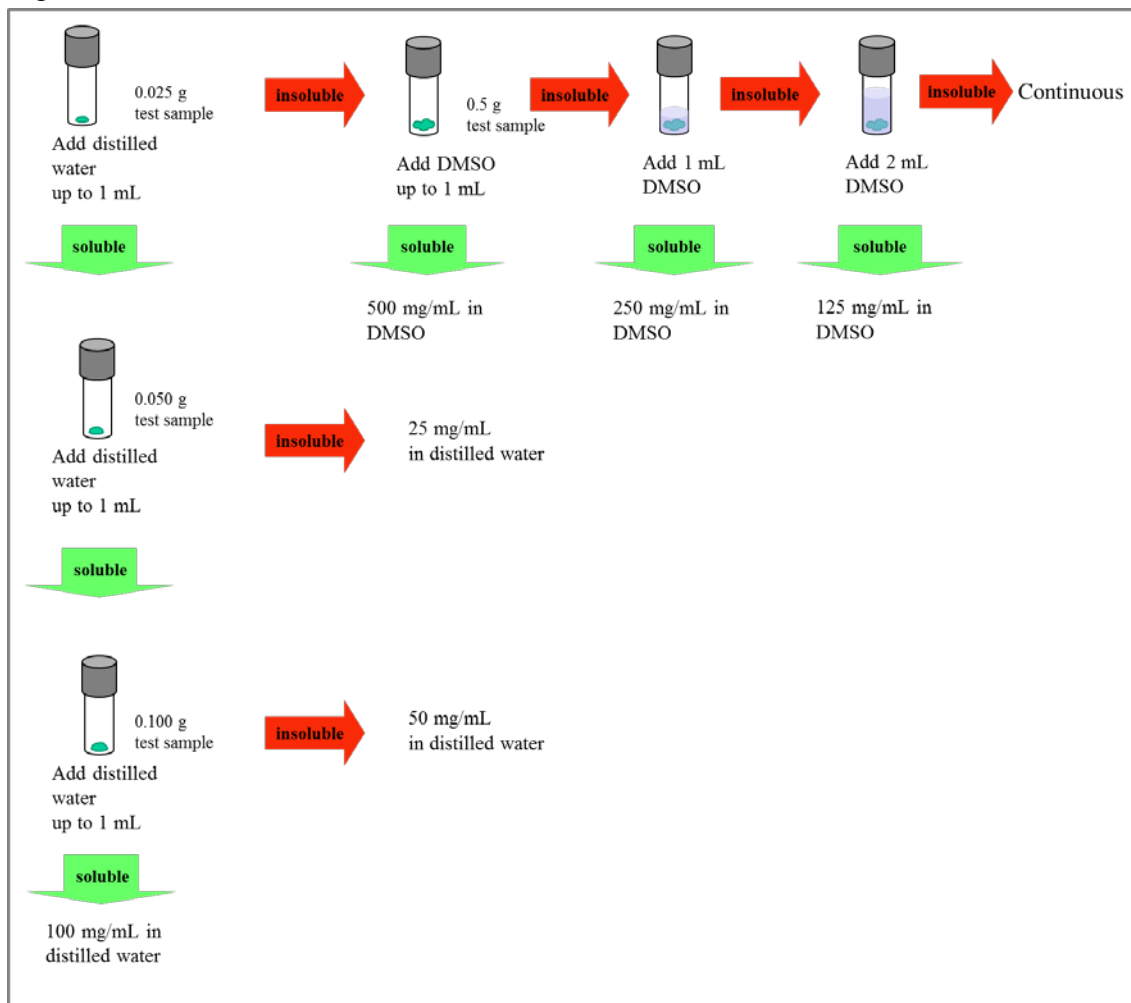 0.025 g
test sample
Add distilled
water
up to 1 mL
insoluble
0.5 g
test sample
Add DMSO
up to 1 mL
insoluble
Add 1 mL
DMSO
insoluble
Add 2 mL
DMSO
insoluble
Continuous
soluble
soluble
soluble
soluble
500 mg/mL in
DMSO
250 mg/mL in
DMSO
125 mg/mL in
DMSO
0.050 g
test sample
Add distilled
water
up to 1 mL
insoluble
25 mg/mL
in distilled water
soluble
0.100 g
test sample
Add distilled
water
up to 1 mL
insoluble
50 mg/mL
in distilled water
soluble
100 mg/mL in
distilled water